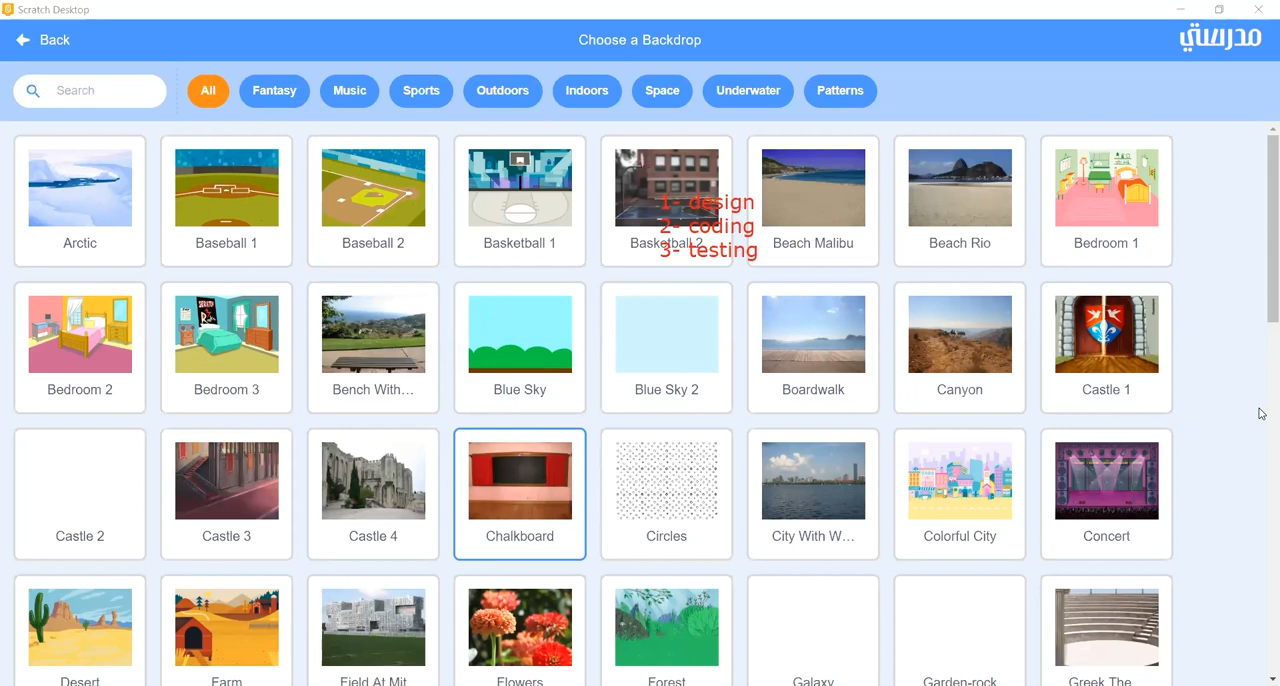 Scratch Desktop
Back
Choose a Backdrop
مدرستي
Search
All
Fantasy
Music
Sports
Outdoors
Indoors
Space
Underwater
Patterns
1- design
2- coding
3- testing
Arctic
Baseball 1
Baseball 2
Basketball 1
Basketball 2
Beach Malibu
Beach Rio
Bedroom 1
Bedroom 2
Bedroom 3
Bench With...
Blue Sky
Blue Sky 2
Boardwalk
Canyon
Castle 1
Castle 2
Castle 3
Castle 4
Chalkboard
Circles
City With W...
Colorful City
Concert
Desert
Farm
Field At Mit
Flowers
Forest
Galaxy
Garden-rock
Greek The...